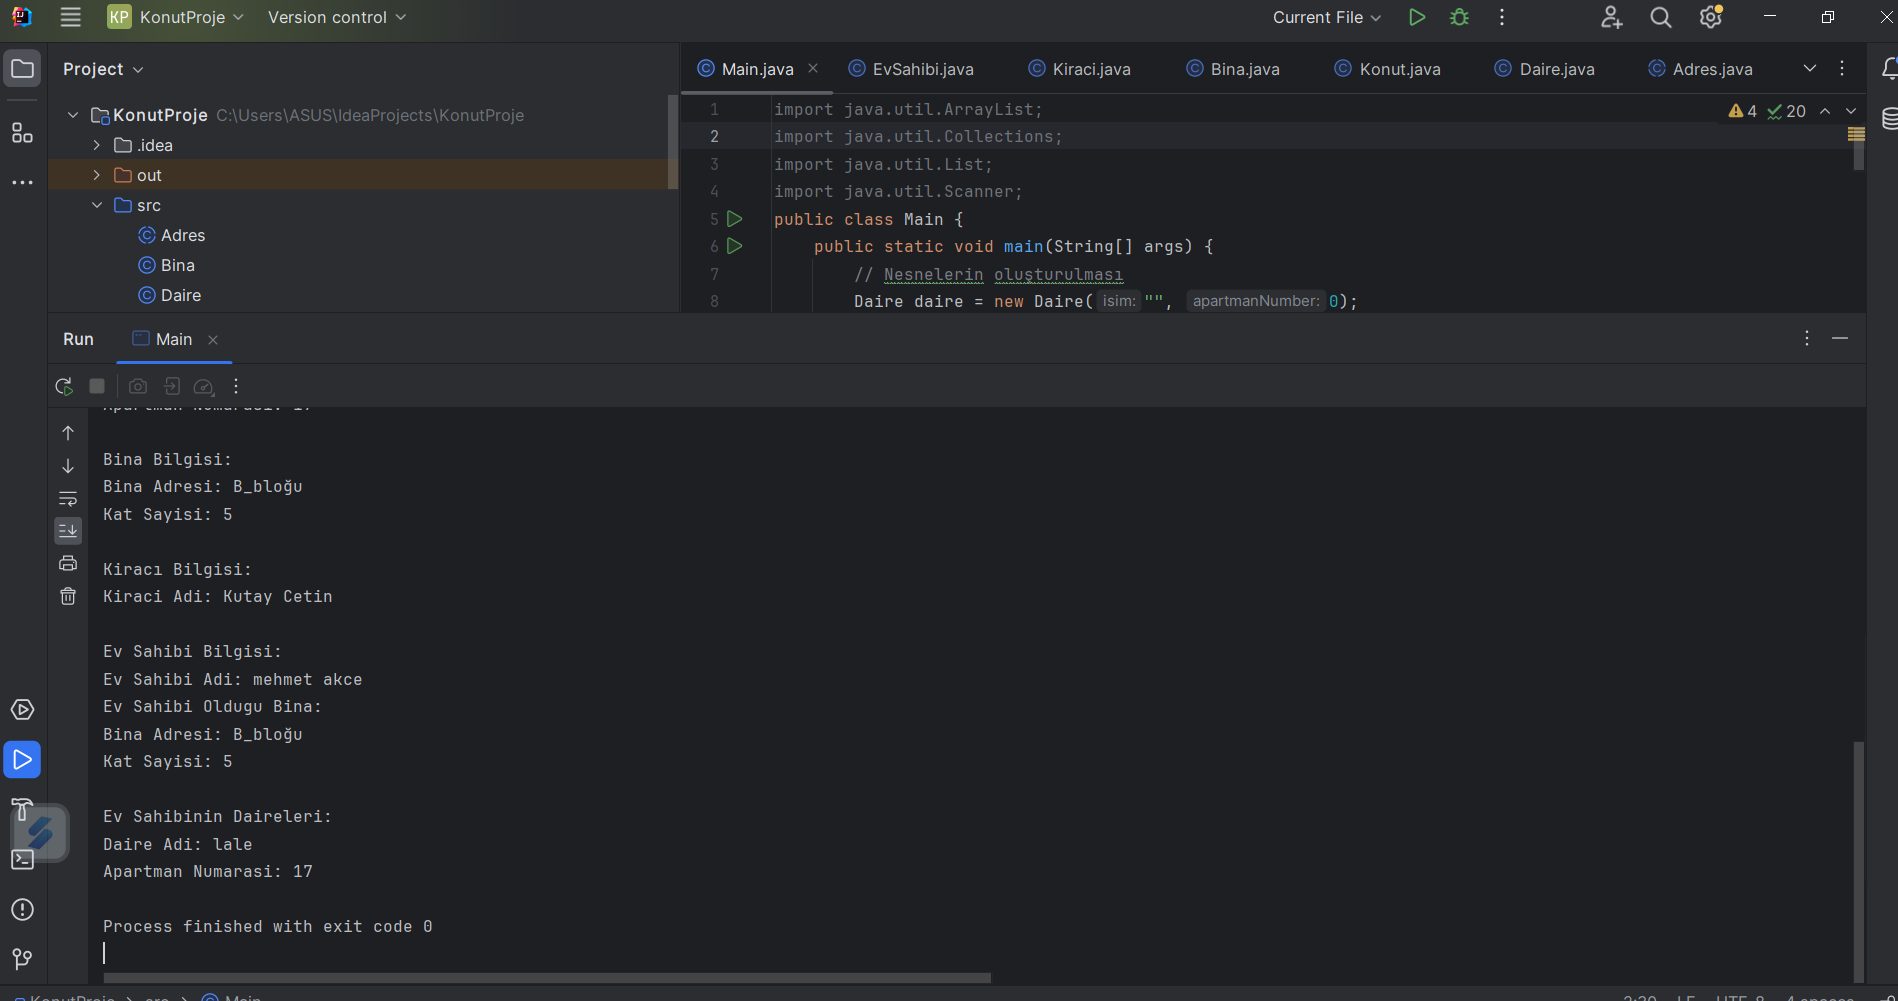 KP KonutProje Version control Current File
Project
Main.java EvSahibi.java Kiraci.java Bina.java Konut.java Daire.java Adres.java
KonutProje C:\Users\ASUS\IdeaProjects\KonutProje
.idea
out
src
Adres
Bina
Daire
4 20
1 import java.util.ArrayList;
2 import java.util.Collections;
3 import java.util.List;
4 import java.util.Scanner;
5 public class Main {
6 public static void main(String[] args) {
7 // Nesnelerin oluşturulması
8 Daire daire = new Daire( isim: "", apartmanNumber: 0);
Run Main
Apartman Numarasi: 17
Bina Bilgisi:
Bina Adresi: B_bloğu
Kat Sayisi: 5
Kiracı Bilgisi:
Kiraci Adi: Kutay Cetin
Ev Sahibi Bilgisi:
Ev Sahibi Adi: mehmet akce
Ev Sahibi Oldugu Bina:
Bina Adresi: B_bloğu
Kat Sayisi: 5
Ev Sahibinin Daireleri:
Daire Adi: lale
Apartman Numarasi: 17
Process finished with exit code 0
KonutProje src Main